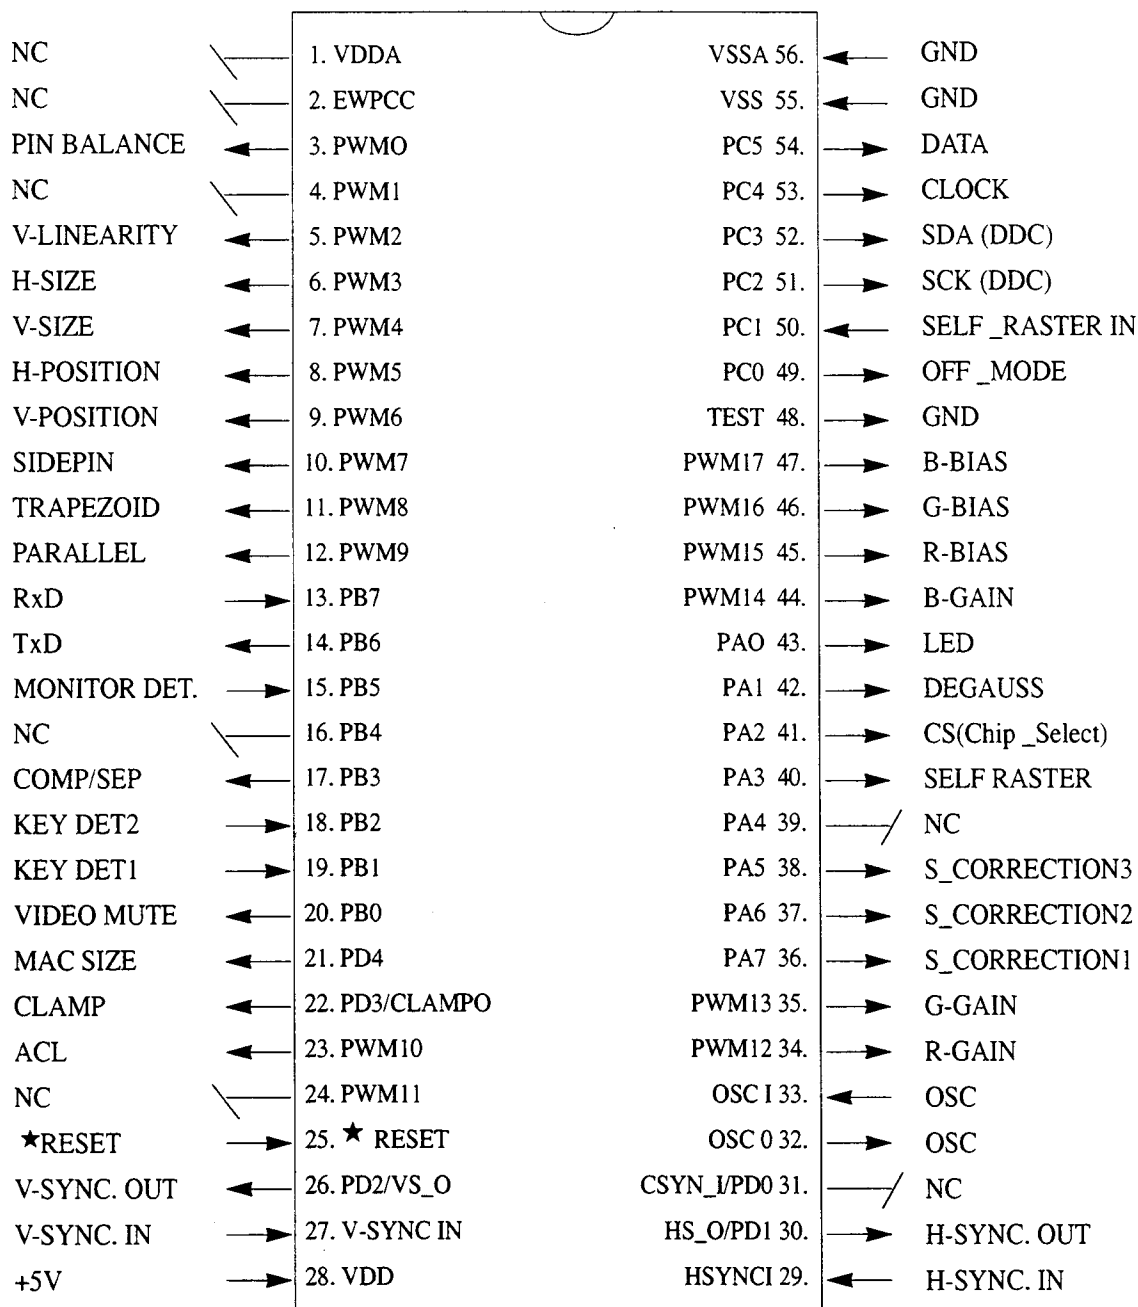 NC 1. VDDA VSSA 56. GND
NC 2. EWPCC VSS 55. GND
PIN BALANCE 3. PWMO PC5 54. DATA
NC 4. PWM1 PC4 53. CLOCK
V-LINEARITY 5. PWM2 PC3 52. SDA (DDC)
H-SIZE 6. PWM3 PC2 51. SCK (DDC)
V-SIZE 7. PWM4 PC1 50. SELF _RASTER IN
H-POSITION 8. PWM5 PC0 49. OFF _MODE
V-POSITION 9. PWM6 TEST 48. GND
SIDEPIN 10. PWM7 PWM17 47. B-BIAS
TRAPEZOID 11. PWM8 PWM16 46. G-BIAS
PARALLEL 12. PWM9 PWM15 45. R-BIAS
RxD 13. PB7 PWM14 44. B-GAIN
TxD 14. PB6 PAO 43. LED
MONITOR DET. 15. PB5 PA1 42. DEGAUSS
NC 16. PB4 PA2 41. CS(Chip _Select)
COMP/SEP 17. PB3 PA3 40. SELF RASTER
KEY DET2 18. PB2 PA4 39. NC
KEY DET1 19. PB1 PA5 38. S_CORRECTION3
VIDEO MUTE 20. PB0 PA6 37. S_CORRECTION2
MAC SIZE 21. PD4 PA7 36. S_CORRECTION1
CLAMP 22. PD3/CLAMPO PWM13 35. G-GAIN
ACL 23. PWM10 PWM12 34. R-GAIN
NC 24. PWM11 OSC I 33. OSC
★RESET 25. ★ RESET OSC 0 32. OSC
V-SYNC. OUT 26. PD2/VS_O CSYN_I/PD0 31. NC
V-SYNC. IN 27. V-SYNC IN HS_O/PD1 30. H-SYNC. OUT
+5V 28. VDD HSYNCI 29. H-SYNC. IN